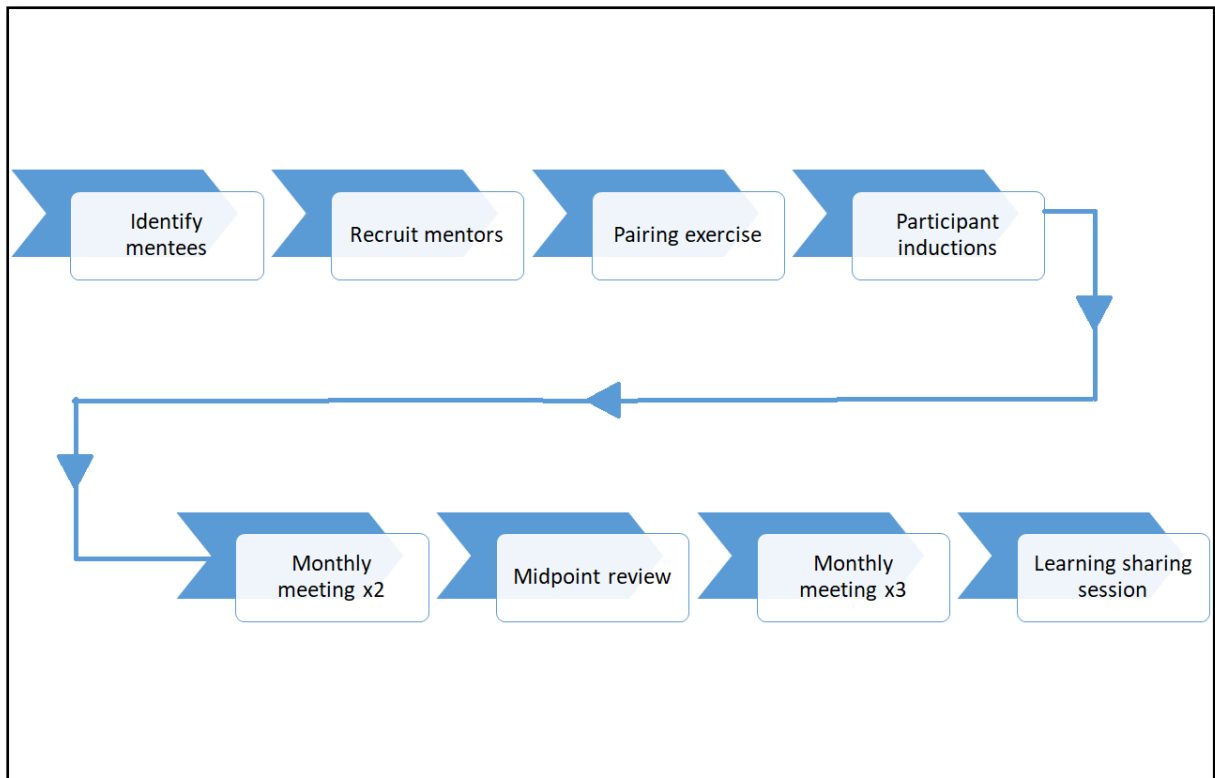 Identify
mentees
Recruit mentors
Pairing exercise
Participant
inductions
Monthly
meeting x2
Midpoint review
Monthly
meeting x3
Learning sharing
session